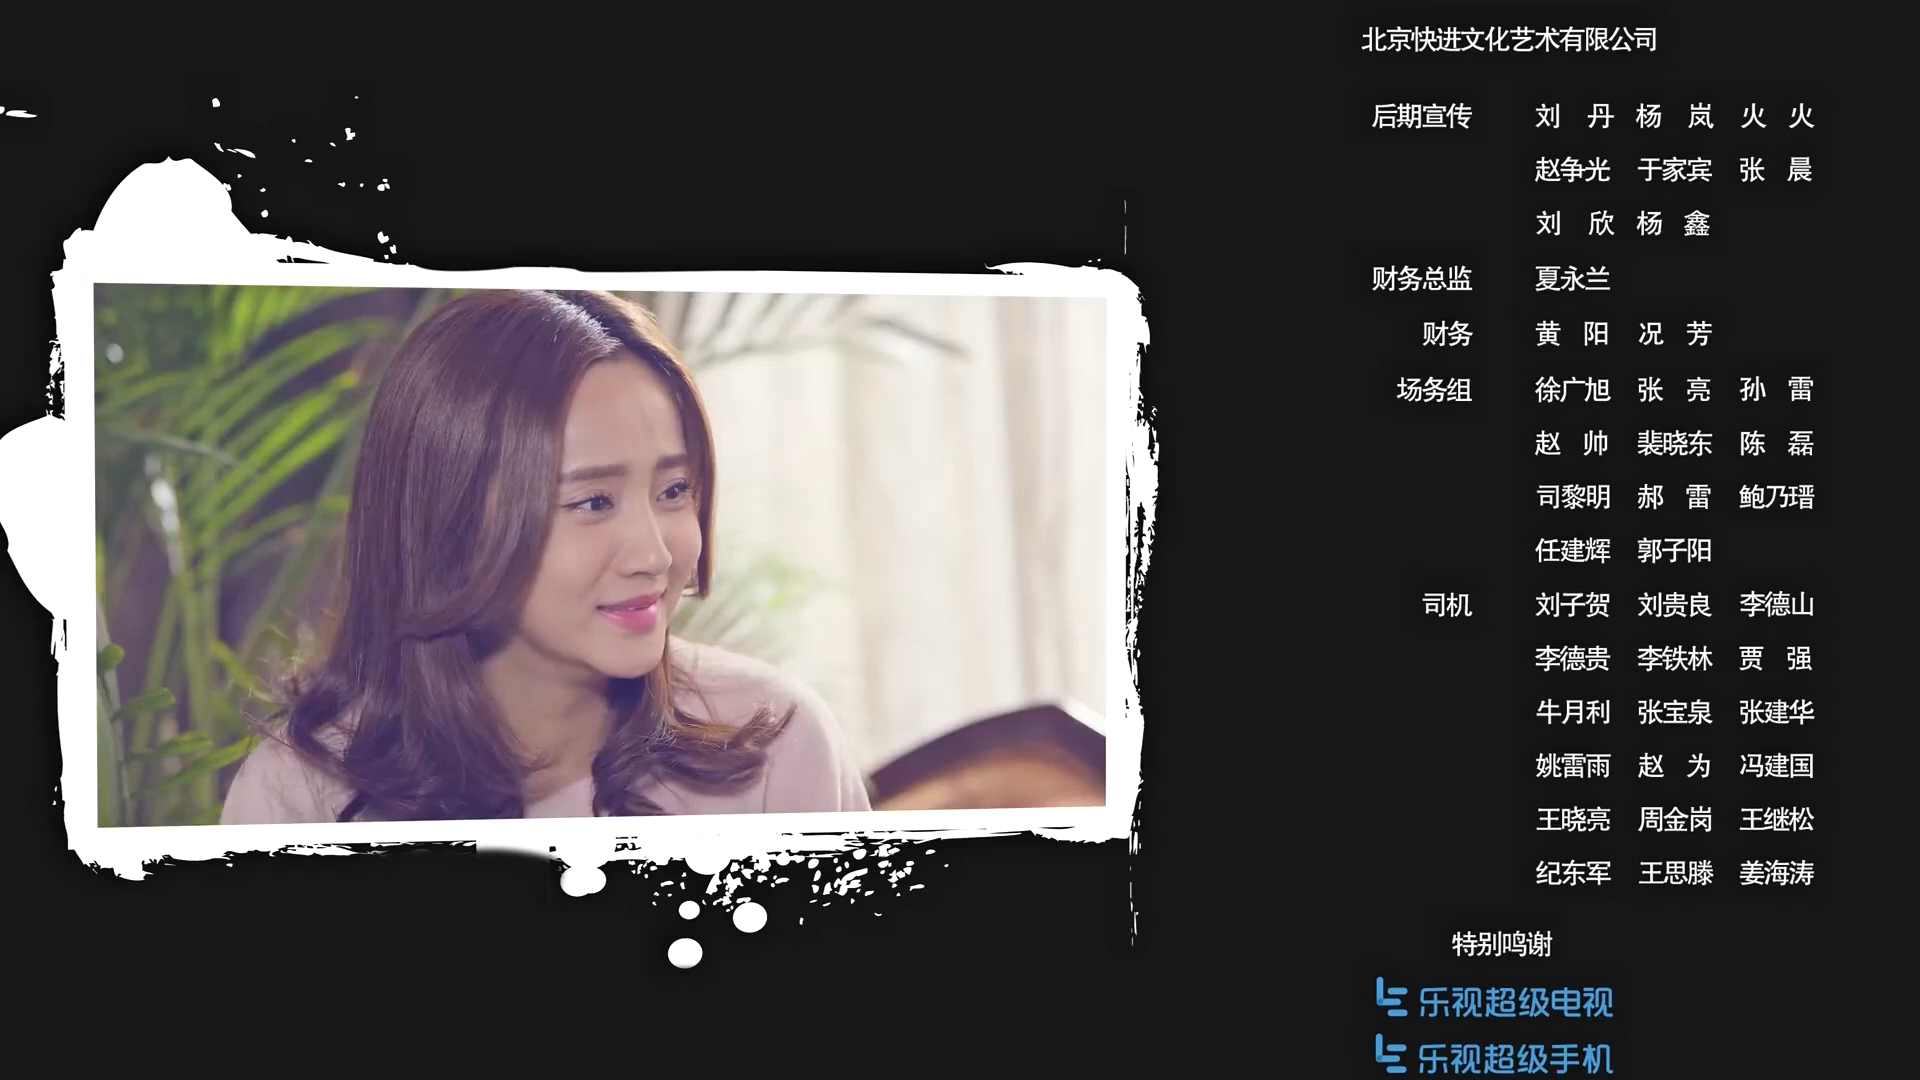 北京快进文化艺术有限公司
后期宣传 刘 丹 杨 岚 火 火
赵争光 于家宾 张 晨
刘 欣 杨 鑫
财务总监 夏永兰
财务 黄 阳 况 芳
场务组 徐广旭 张 亮 孙 雷
赵 帅 裴晓东 陈 磊
司黎明 郝 雷 鲍乃瑨
任建辉 郭子阳
司机 刘子贺 刘贵良 李德山
李德贵 李铁林 贾 强
牛月利 张宝泉 张建华
姚雷雨 赵 为 冯建国
王晓亮 周金岗 王继松
纪东军 王思滕 姜海涛
特别鸣谢
乐视超级电视
乐视超级手机